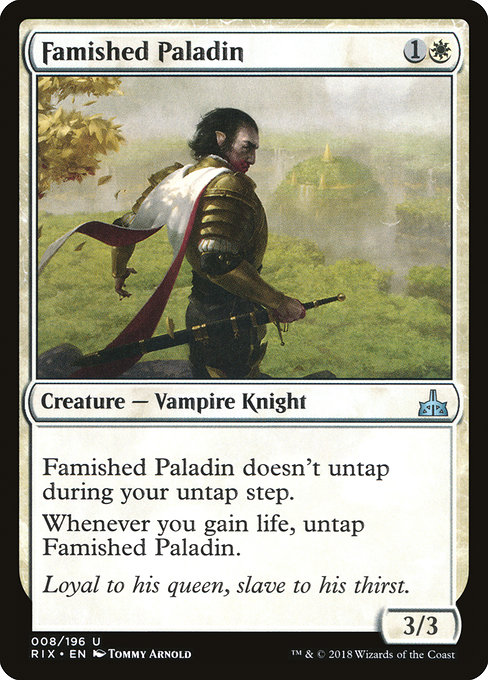 Famished Paladin 1
Creature — Vampire Knight
Famished Paladin doesn't untap
during your untap step.
Whenever you gain life, untap
Famished Paladin.
Loyal to his queen, slave to his thirst.
3/3
008/196 U
RIX • EN Tommy Arnold
™ & © 2018 Wizards of the Coast